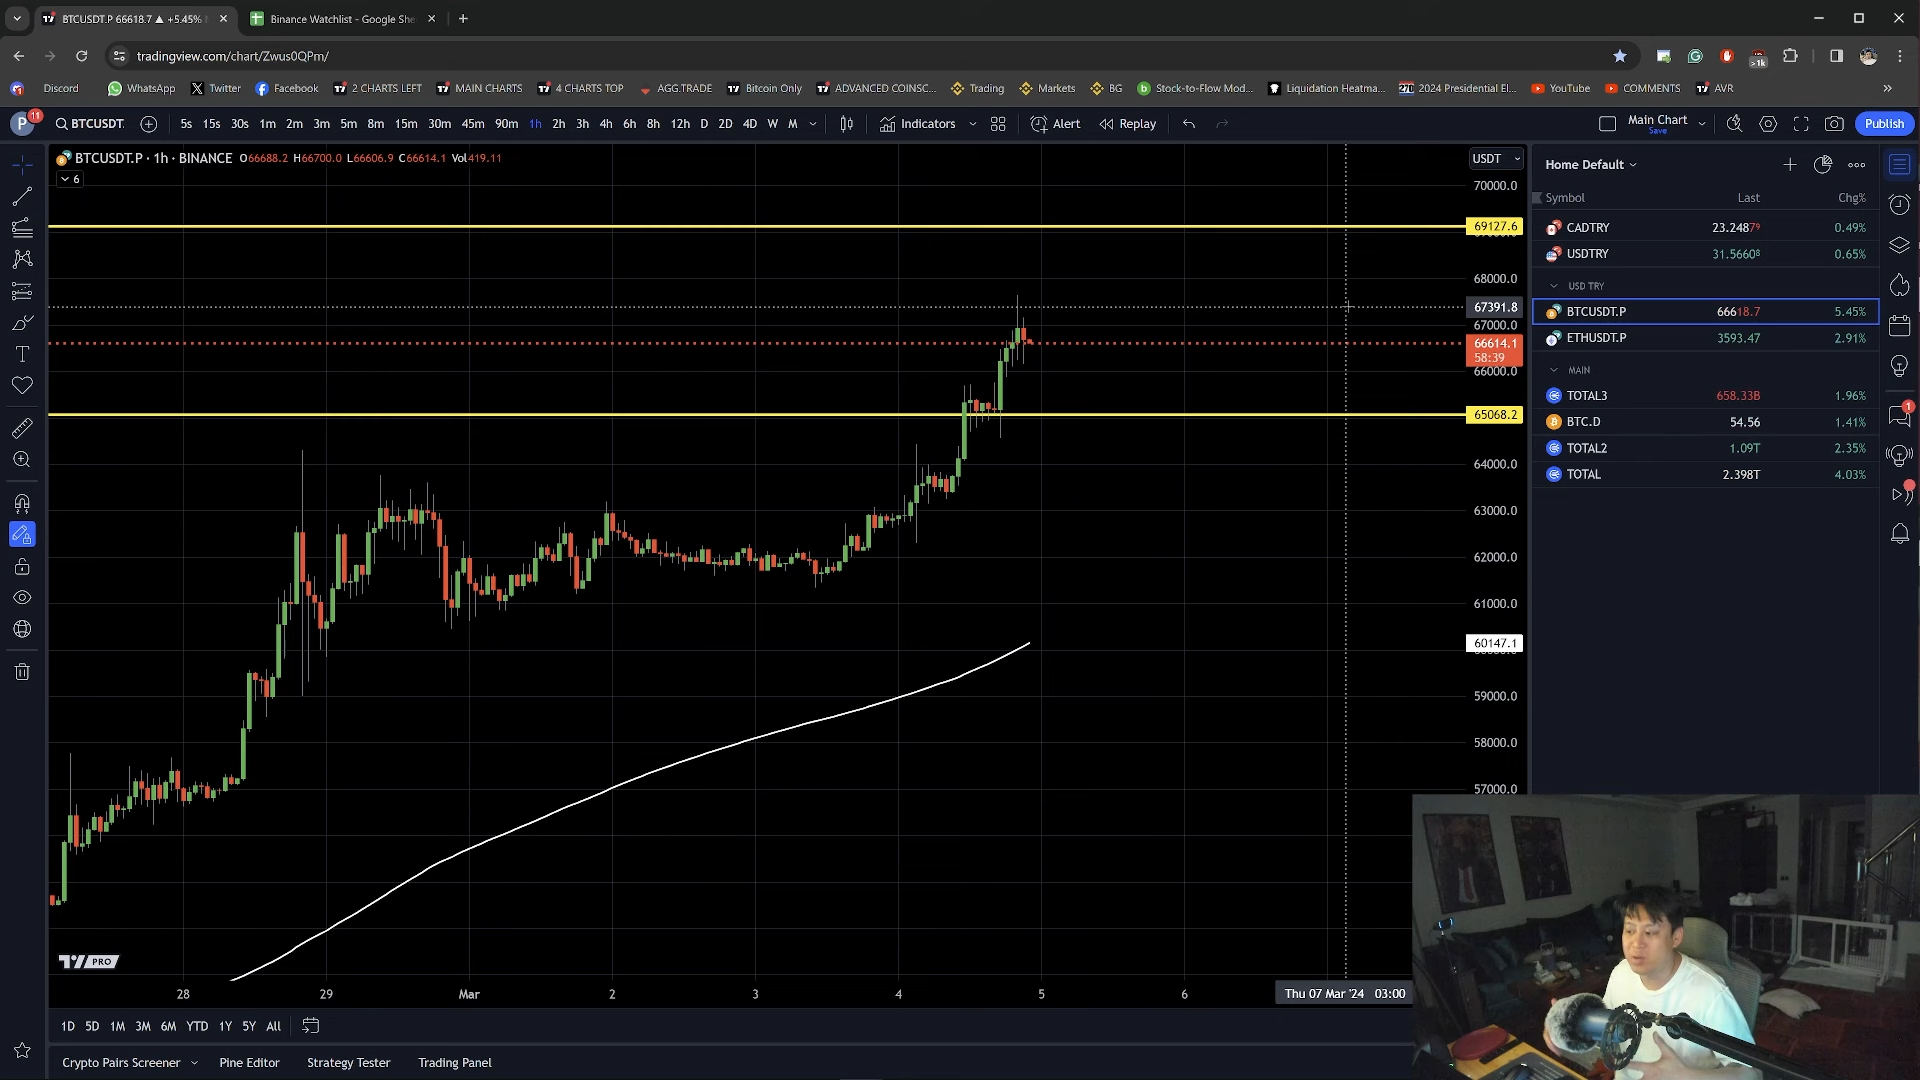 BTCUSDT.P 66618.7 ▲ +5.45%
Binance Watchlist - Google She
tradingview.com/chart/Zwus0QPm/
>1k
Discord WhatsApp Twitter Facebook 2 CHARTS LEFT MAIN CHARTS 4 CHARTS TOP AGG.TRADE Bitcoin Only ADVANCED COINSC... Trading Markets BG Stock-to-Flow Mod... Liquidation Heatma... 270 2024 Presidential El... YouTube COMMENTS AVR
P 11 BTCUSDT. 5s 15s 30s 1m 2m 3m 5m 8m 15m 30m 45m 90m 1h 2h 3h 4h 6h 8h 12h D 2D 4D W M Indicators Alert Replay Main Chart Save Publish
BTCUSDT.P · 1h · BINANCE O66688.2 H66700.0 L66606.9 C66614.1 Vol419.11
6
USDT
70000.0
69127.6
68000.0
67391.8
67000.0
66614.1
58:39
66000.0
65068.2
64000.0
63000.0
62000.0
61000.0
60147.1
59000.0
58000.0
57000.0
Home Default
Symbol Last Chg%
CADTRY 23.24879 0.49%
USDTRY 31.56608 0.65%
USD TRY
BTCUSDT.P 66618.7 5.45%
ETHUSDT.P 3593.47 2.91%
MAIN
TOTAL3 658.33B 1.96%
BTC.D 54.56 1.41%
TOTAL2 1.09T 2.35%
TOTAL 2.398T 4.03%
1
PRO
28 29 Mar 2 3 4 5 6 Thu 07 Mar '24 03:00
1D 5D 1M 3M 6M YTD 1Y 5Y All
Crypto Pairs Screener Pine Editor Strategy Tester Trading Panel